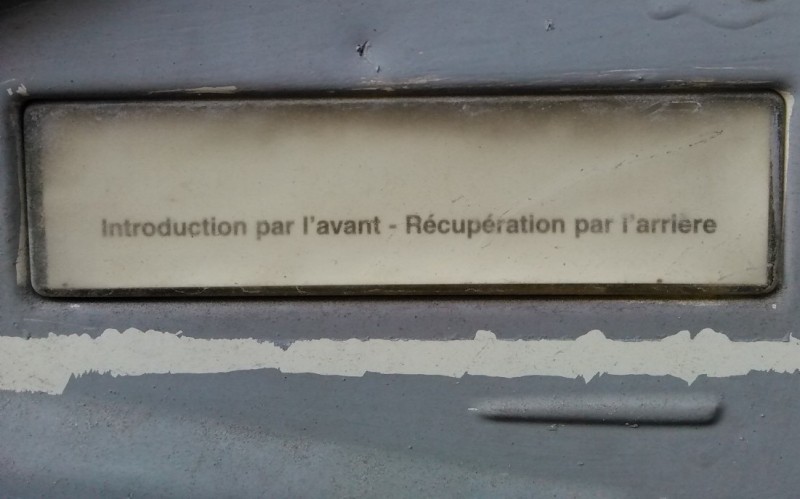 Introduction par l'avant - Récupération par l'arrière